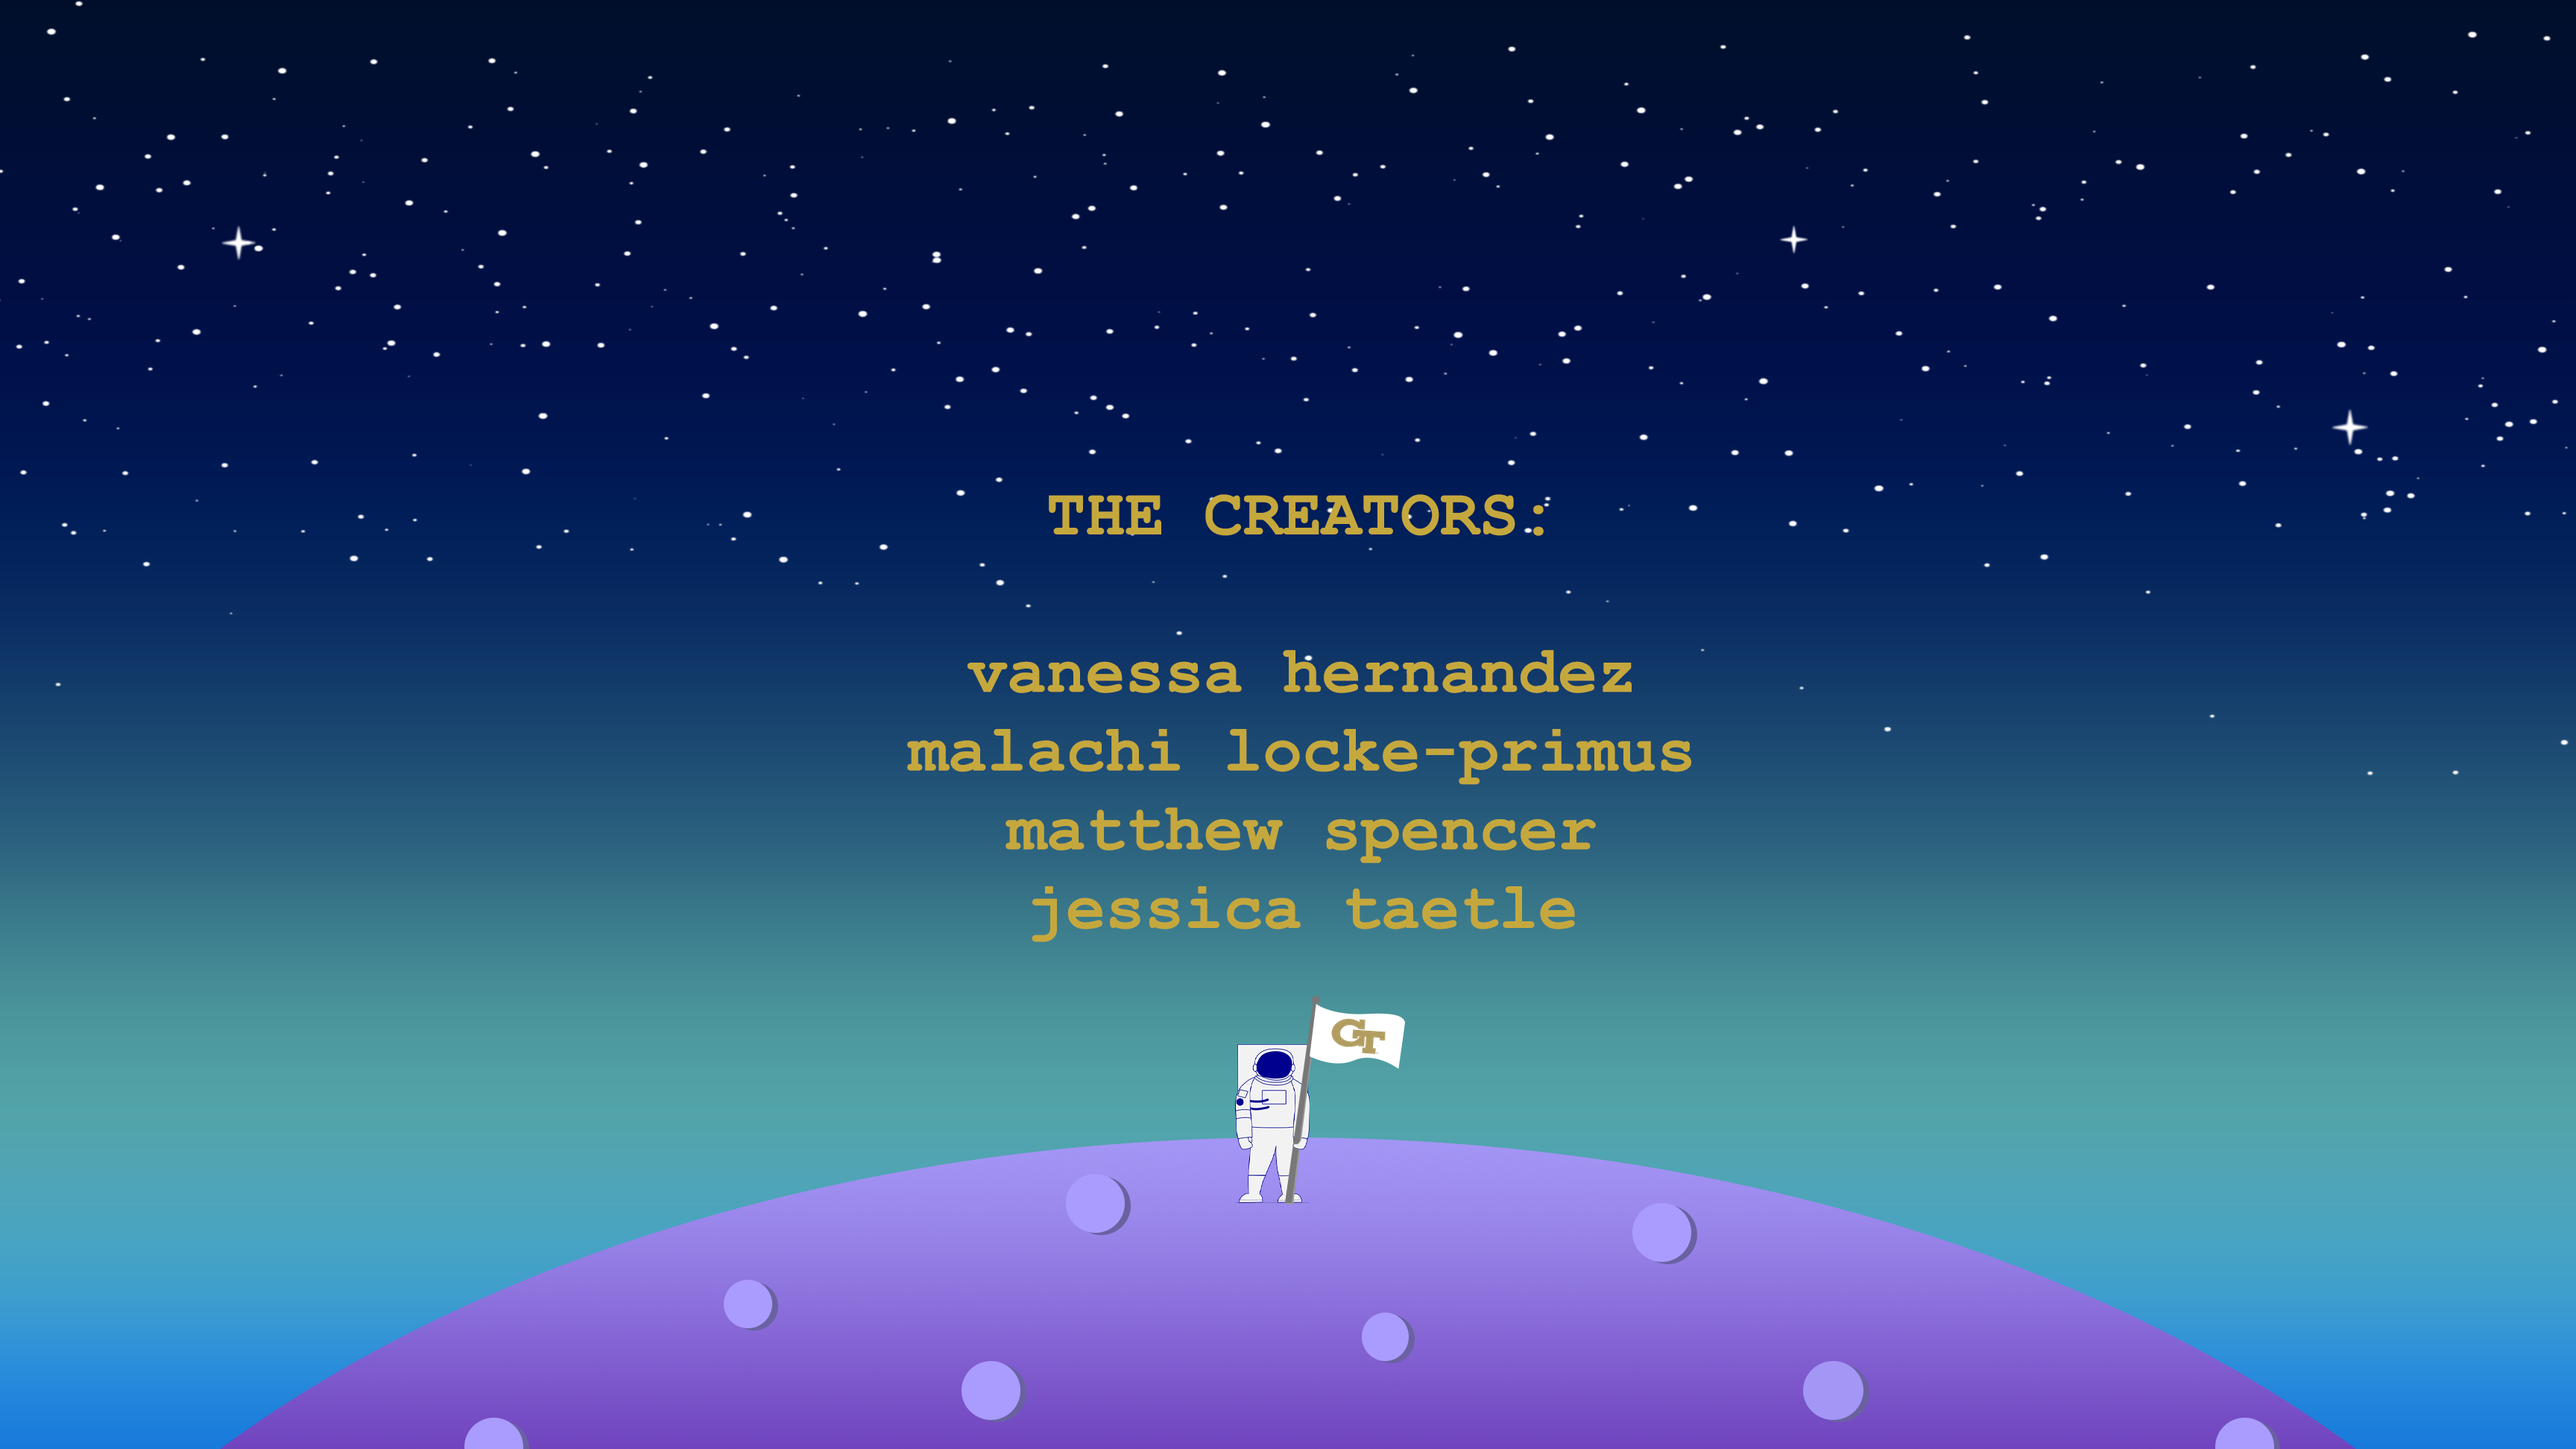 THE CREATORS:
vanessa hernandez
malachi locke-primus
matthew spencer
jessica taetle
GT